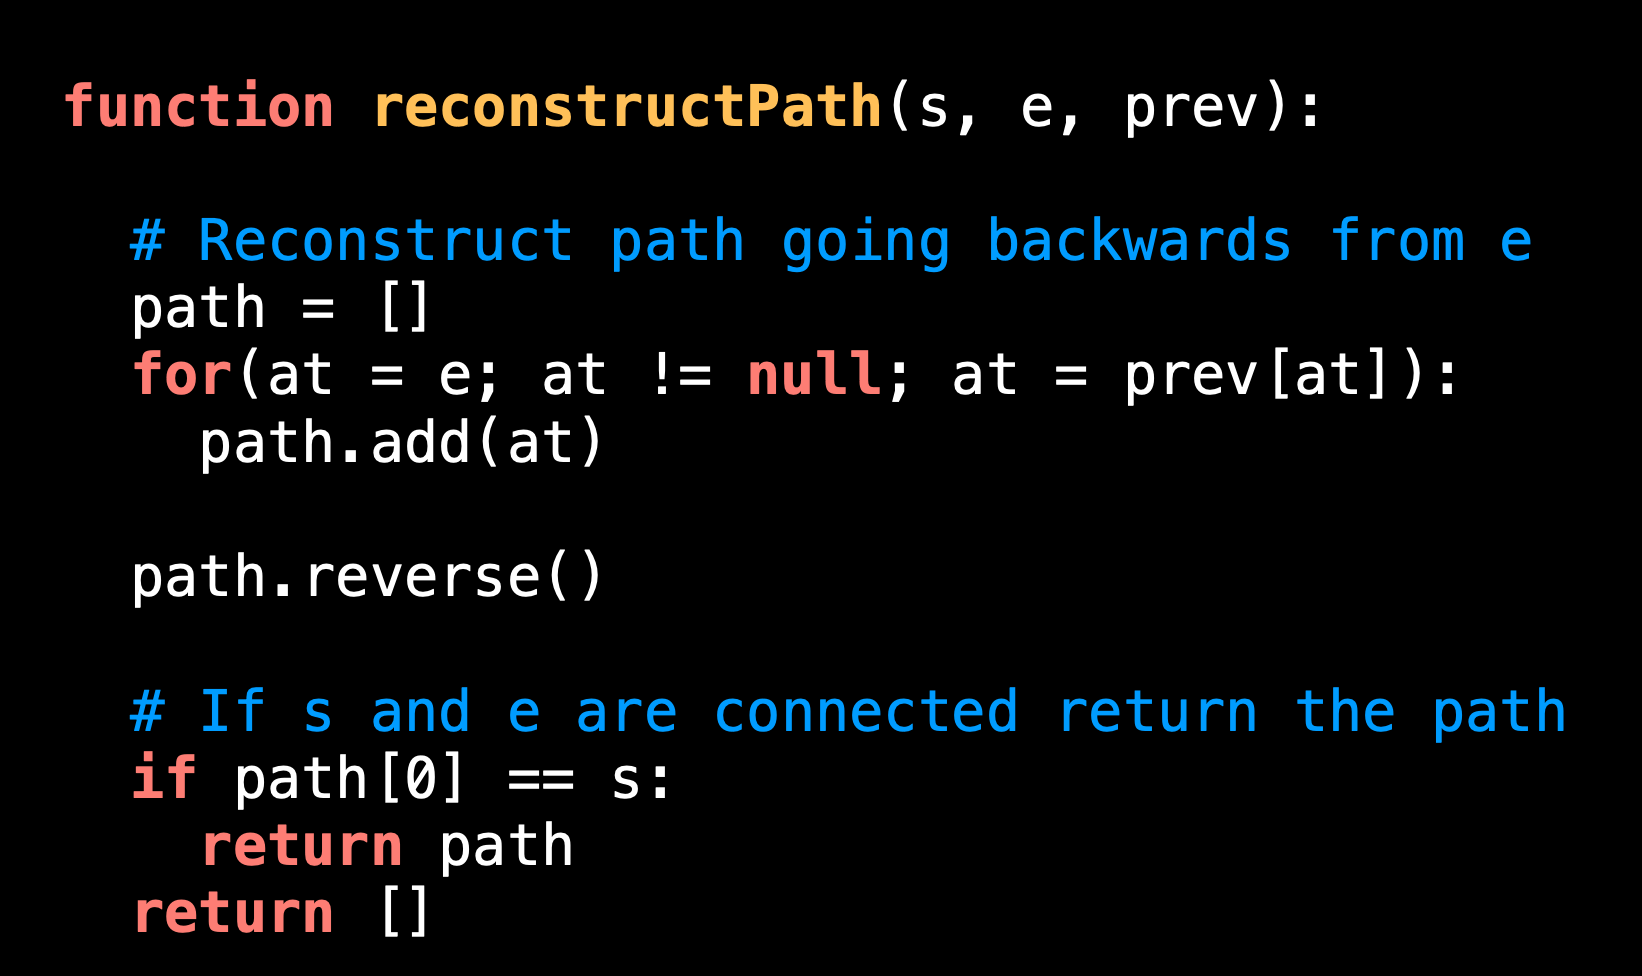 function reconstructPath(s, e, prev):
# Reconstruct path going backwards from e
path = []
for(at = e; at != null; at = prev[at]):
path.add(at)
path.reverse()
# If s and e are connected return the path
if path[0] == s:
return path
return []